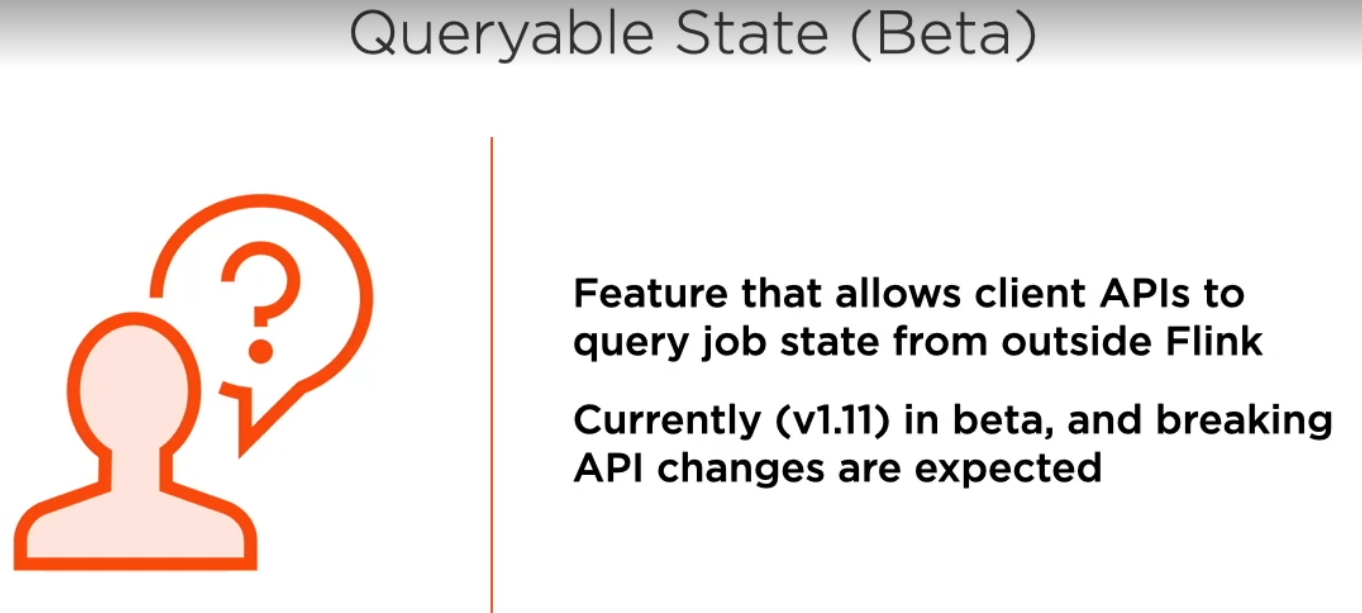 Queryable State (Beta)
?
Feature that allows client APIs to
query job state from outside Flink
Currently (v1.11) in beta, and breaking
API changes are expected